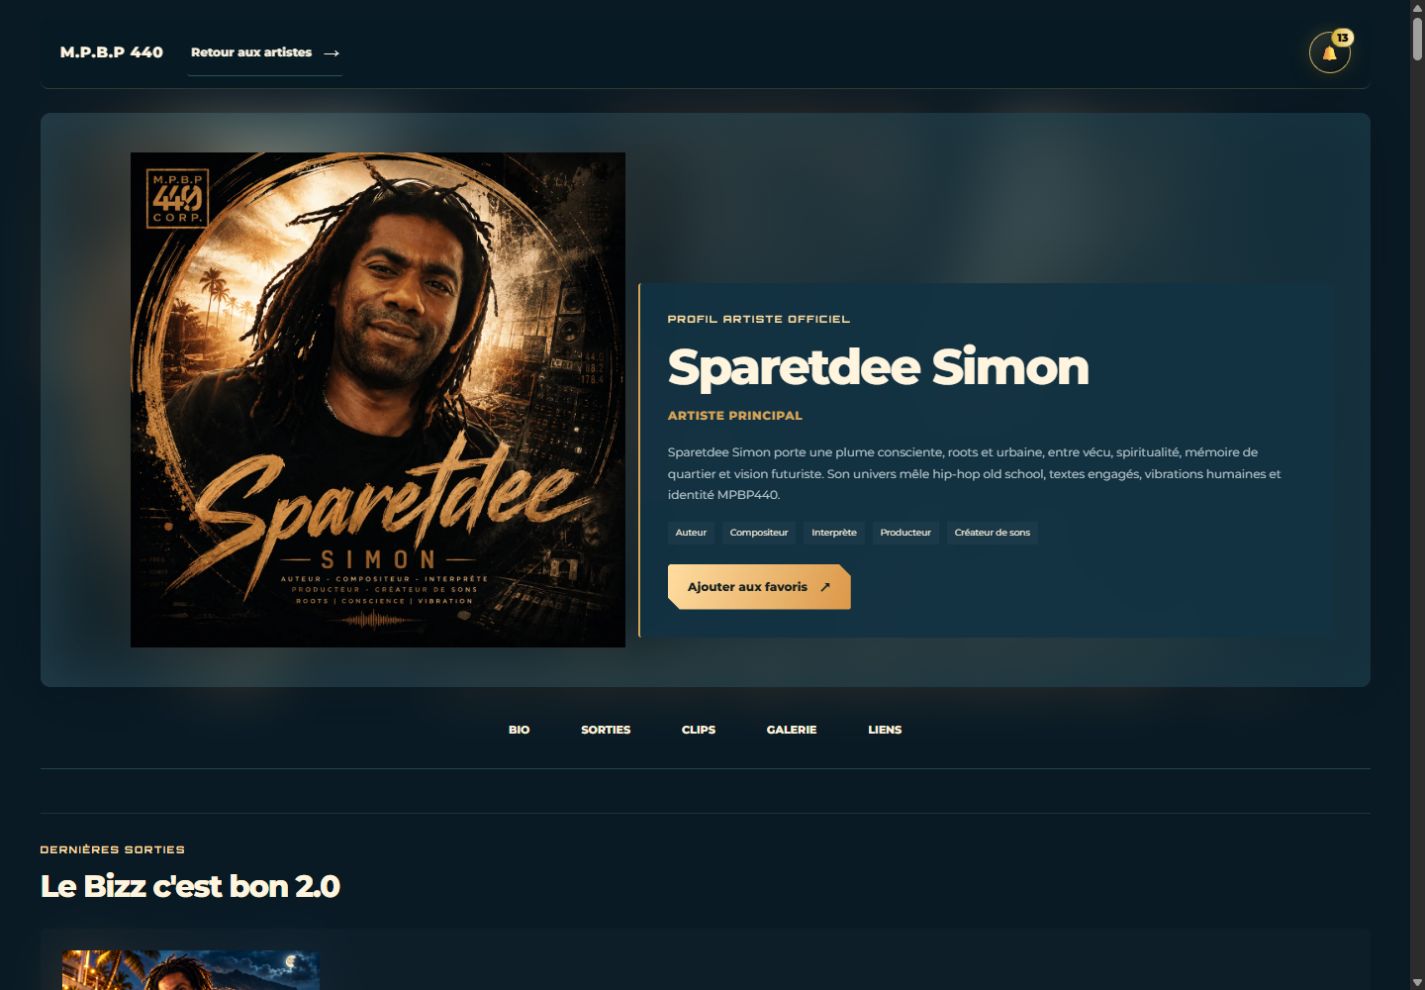 M.P.B.P 440
Retour aux artistes →
13
M.P.B.P
440
CORP.
Sparetdee
SIMON
AUTEUR - COMPOSITEUR - INTERPRÈTE
PRODUCTEUR - CRÉATEUR DE SONS
ROOTS | CONSCIENCE | VIBRATION
PROFIL ARTISTE OFFICIEL
Sparetdee Simon
ARTISTE PRINCIPAL
Sparetdee Simon porte une plume consciente, roots et urbaine, entre vécu, spiritualité, mémoire de
quartier et vision futuriste. Son univers mêle hip-hop old school, textes engagés, vibrations humaines et
identité MPBP440.
Auteur Compositeur Interprète Producteur Créateur de sons
Ajouter aux favoris ↗
BIO SORTIES CLIPS GALERIE LIENS
DERNIÈRES SORTIES
Le Bizz c'est bon 2.0